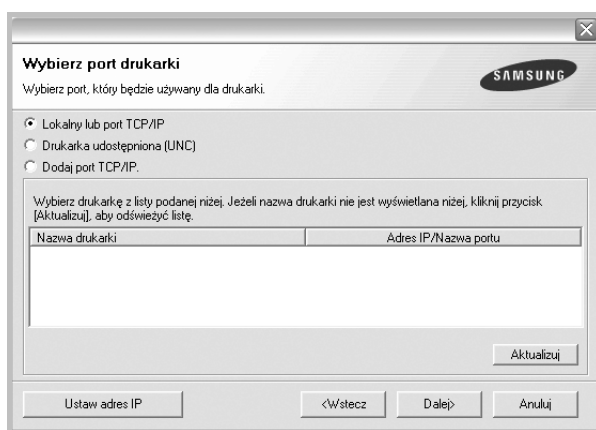 Wybierz port drukarki
Wybierz port, który będzie używany dla drukarki.
SAMSUNG
Lokalny lub port TCP/IP
Drukarka udostępniona (UNC)
Dodaj port TCP/IP.
Wybierz drukarkę z listy podanej niżej. Jeżeli nazwa drukarki nie jest wyświetlana niżej, kliknij przycisk
[Aktualizuj], aby odświeżyć listę.
Nazwa drukarki Adres IP/Nazwa portu
Aktualizuj
Ustaw adres IP <Wstecz Dalej> Anuluj